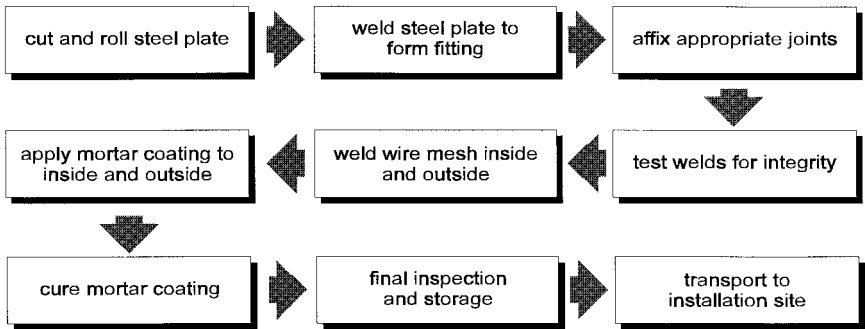 cut and roll steel plate
weld steel plate to
form fitting
affix appropriate joints
test welds for integrity
weld wire mesh inside
and outside
apply mortar coating to
inside and outside
cure mortar coating
final inspection
and storage
transport to
installation site